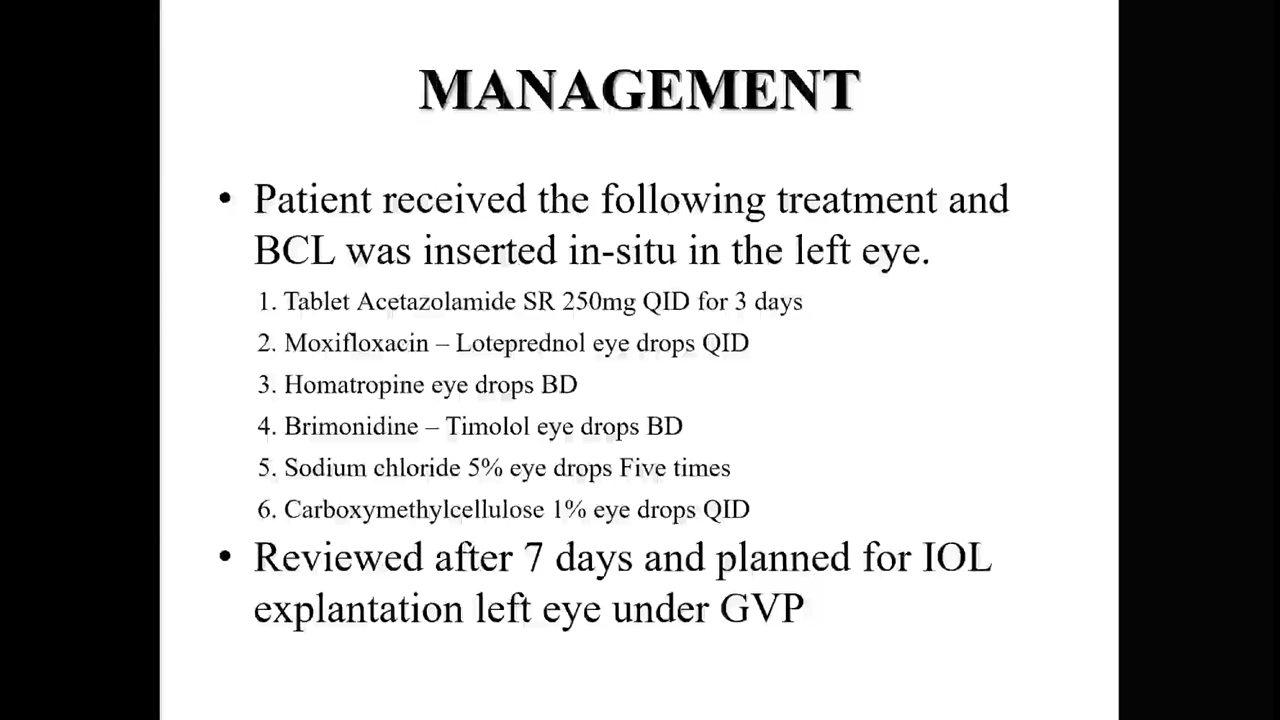 MANAGEMENT
• Patient received the following treatment and
BCL was inserted in-situ in the left eye.
1. Tablet Acetazolamide SR 250mg QID for 3 days
2. Moxifloxacin – Loteprednol eye drops QID
3. Homatropine eye drops BD
4. Brimonidine – Timolol eye drops BD
5. Sodium chloride 5% eye drops Five times
6. Carboxymethylcellulose 1% eye drops QID
• Reviewed after 7 days and planned for IOL
explantation left eye under GVP